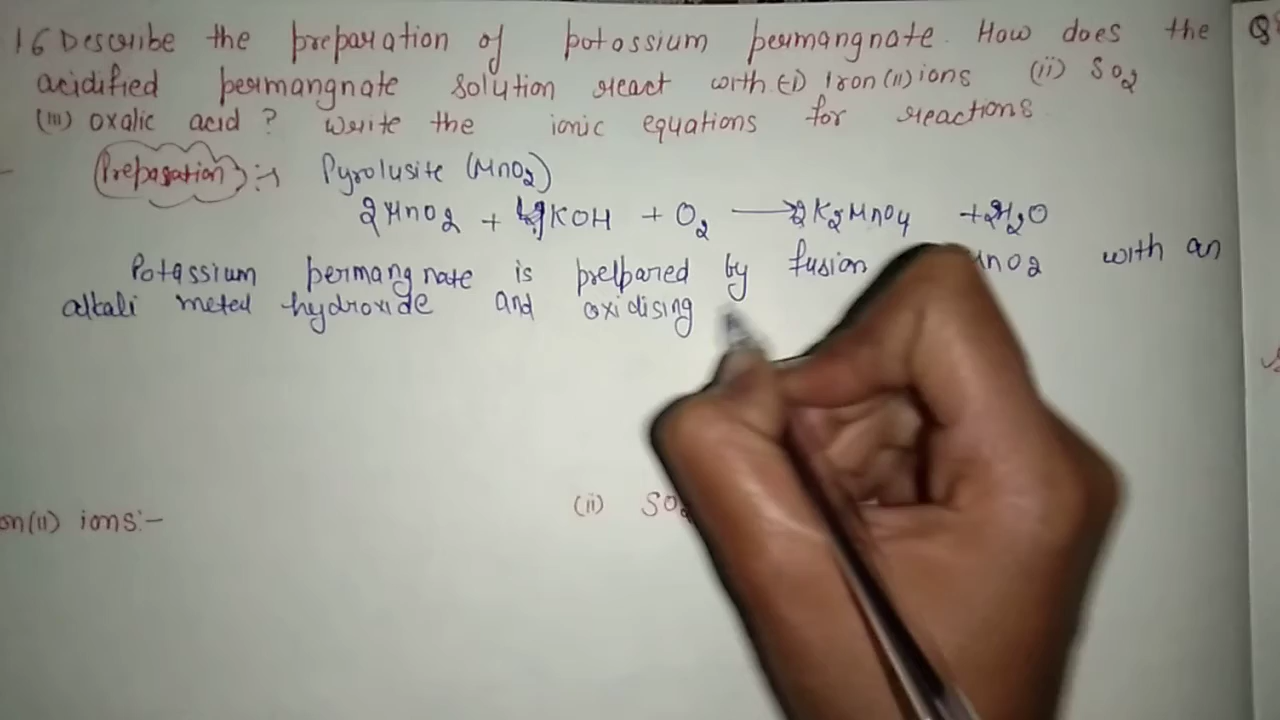 16 Describe the preparation of potassium permangnate. How does the
acidified permangnate solution react with (i) Iron (II) ions (ii) SO2
(III) oxalic acid ? Write the ionic equations for reactions
Preparation :→ Pyrolusite (MnO2)
2MnO2 + 4KOH + O2 → 2K2MnO4 + 2H2O
Potassium permangnate is prepared by fusion MnO2 with an
alkali metal hydroxide and oxidising
on(II) ions:- (ii) SO2